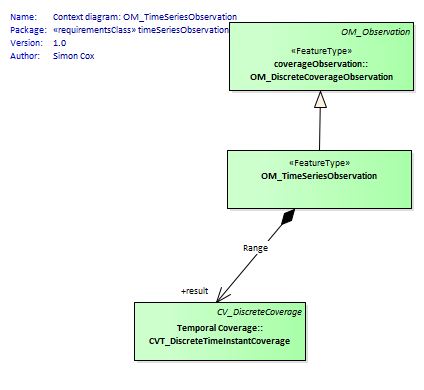 Name: Context diagram: OM_TimeSeriesObservation
Package: «requirementsClass» timeSeriesObservation
Version: 1.0
Author: Simon Cox
OM_Observation
«FeatureType»
coverageObservation::
OM_DiscreteCoverageObservation
«FeatureType»
OM_TimeSeriesObservation
Range
+result
CV_DiscreteCoverage
Temporal Coverage::
CVT_DiscreteTimeInstantCoverage